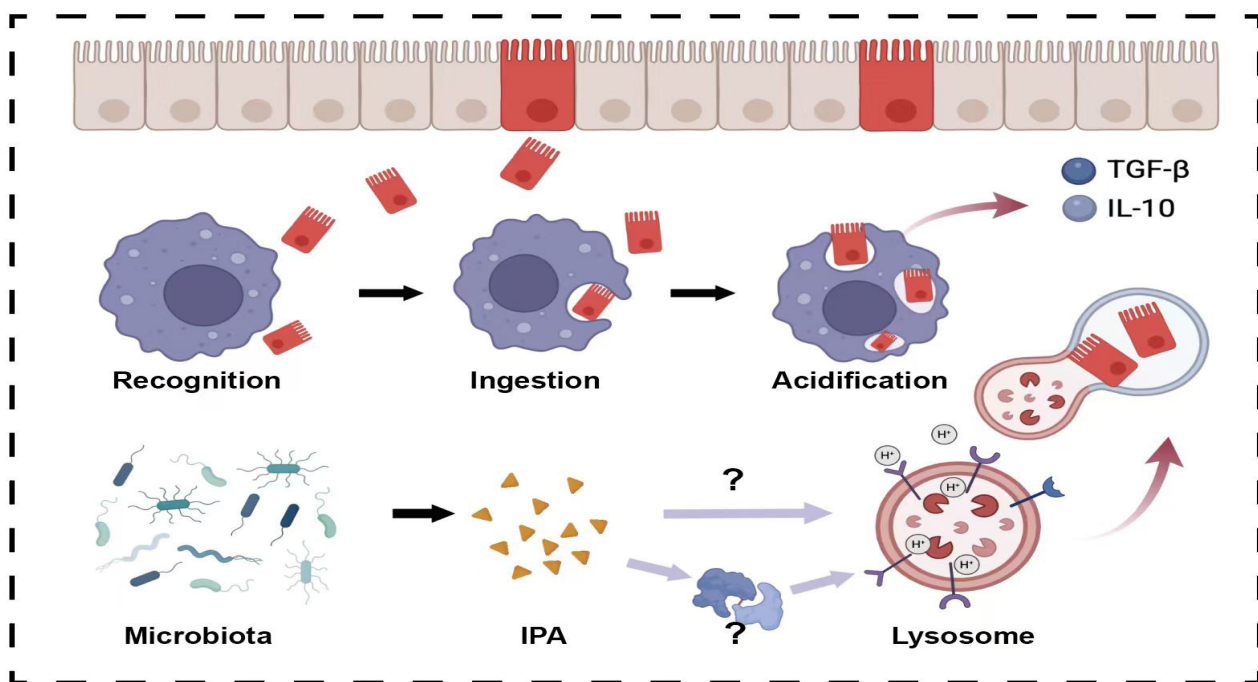 TGF-β
IL-10
Recognition
Ingestion
Acidification
?
H⁺
H⁺
H⁺
H⁺
H⁺
?
Microbiota
IPA
Lysosome